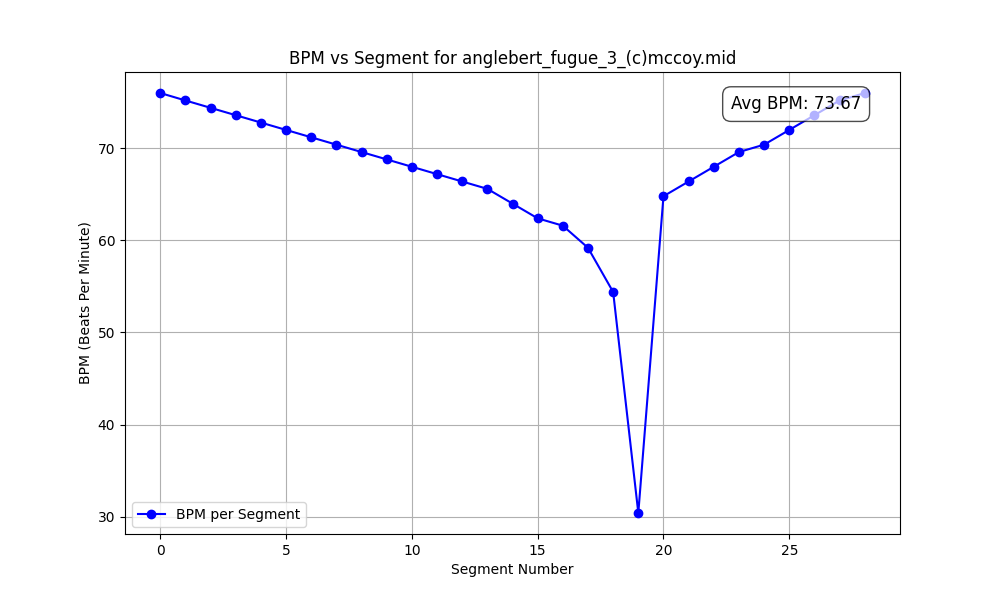 BPM vs Segment for anglebert_fugue_3_(c)mccoy.mid
Avg BPM: 73.67
BPM (Beats Per Minute)
70
60
50
40
30
BPM per Segment
0 5 10 15 20 25
Segment Number